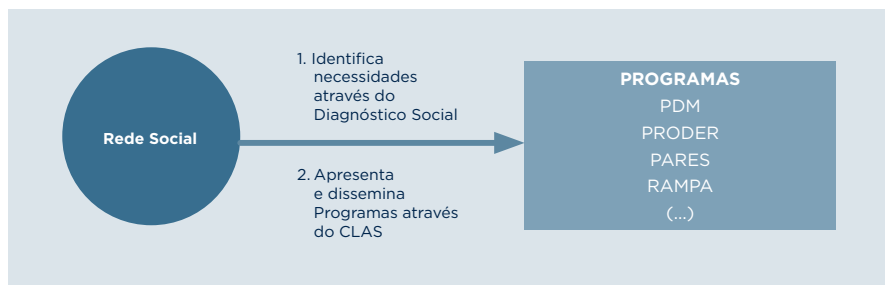 Rede Social
1. Identifica
necessidades
através do
Diagnóstico Social
2. Apresenta
e dissemina
Programas através
do CLAS
PROGRAMAS
PDM
PRODER
PARES
RAMPA
(...)